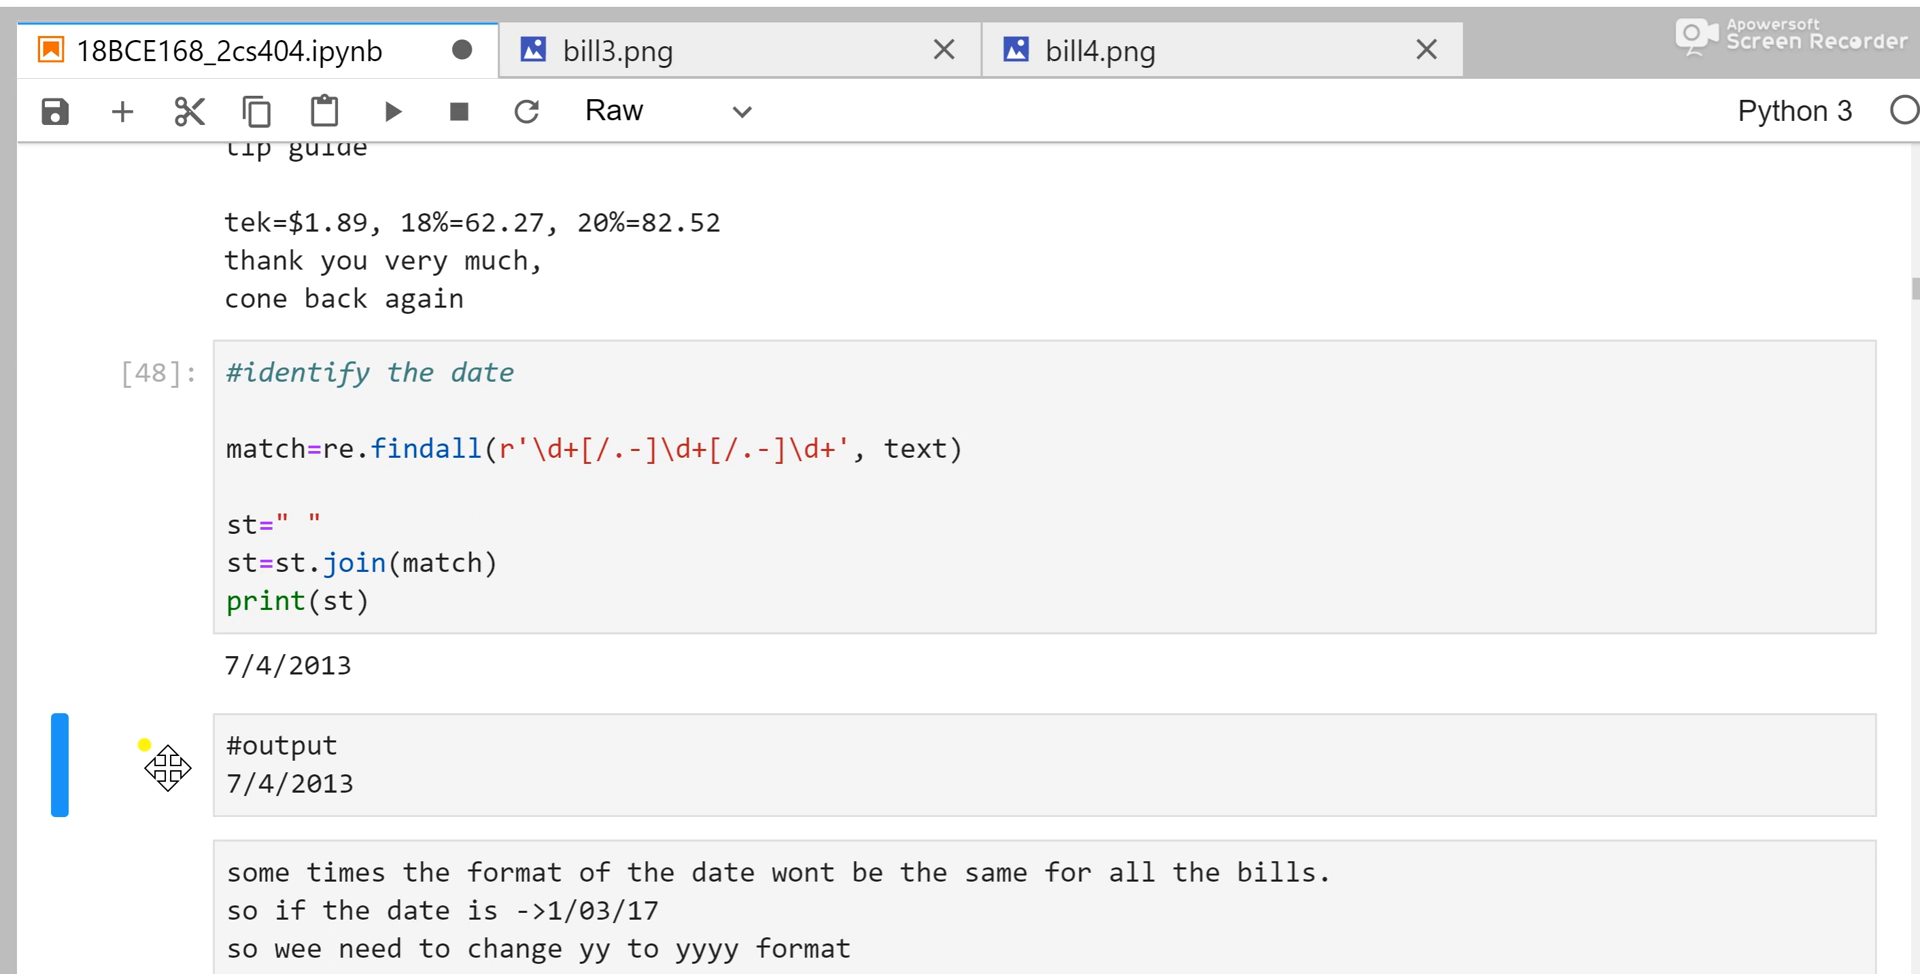 Apowersoft
Screen Recorder
18BCE168_2cs404.ipynb
bill3.png
bill4.png
Raw
Python 3
tip guide
tek=$1.89, 18%=62.27, 20%=82.52
thank you very much,
cone back again
[48]:
#identify the date
match=re.findall(r'\d+[/.-]\d+[/.-]\d+', text)
st=" "
st=st.join(match)
print(st)
7/4/2013
#output
7/4/2013
some times the format of the date wont be the same for all the bills.
so if the date is ->1/03/17
so wee need to change yy to yyyy format